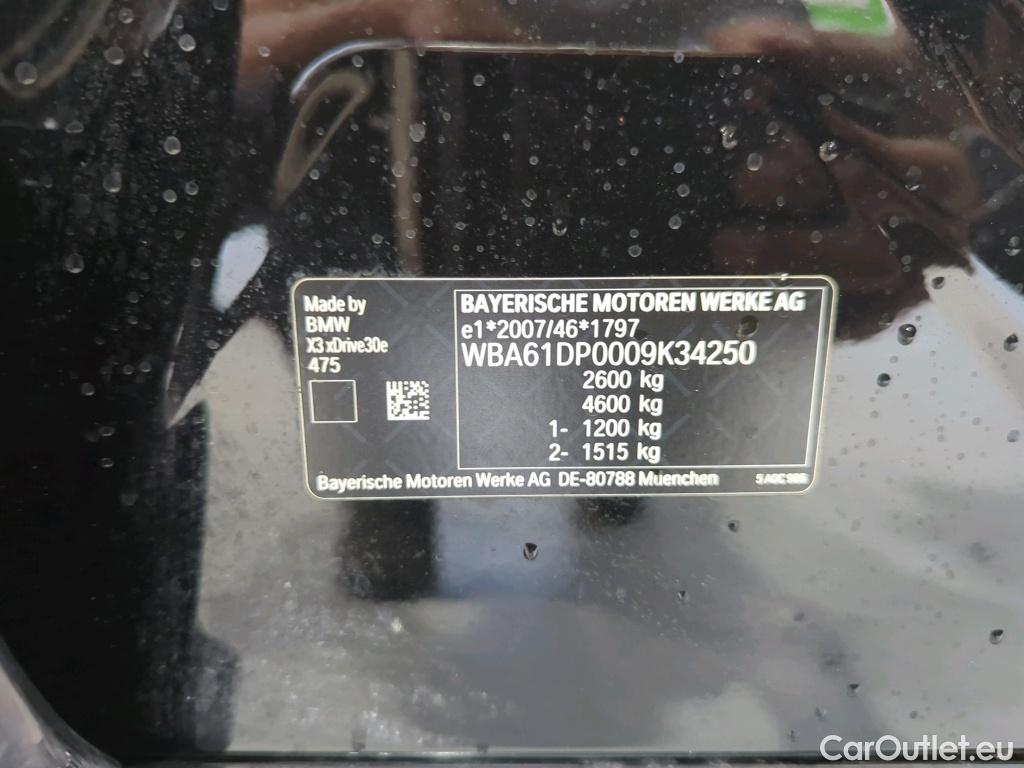 Made by
BMW
X3 xDrive30e
475
BAYERISCHE MOTOREN WERKE AG
e1*2007/46*1797
WBA61DP0009K34250
2600 kg
4600 kg
1- 1200 kg
2- 1515 kg
Bayerische Motoren Werke AG DE-80788 Muenchen
CarOutlet.eu